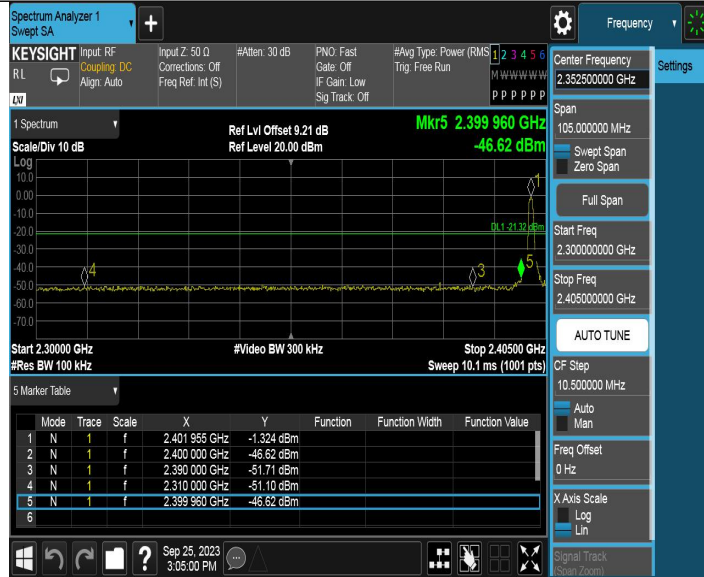 Spectrum Analyzer 1
Swept SA
+
Frequency
KEYSIGHT
RL
LXI
Input: RF
Coupling: DC
Align: Auto
Input Z: 50 Ω
Corrections: Off
Freq Ref: Int (S)
#Atten: 30 dB
PNO: Fast
Gate: Off
IF Gain: Low
Sig Track: Off
#Avg Type: Power (RMS
Trig: Free Run
1 2 3 4 5 6
M W W W W W
P P P P P P
1 Spectrum
Scale/Div 10 dB
Ref Lvl Offset 9.21 dB
Ref Level 20.00 dBm
Mkr5 2.399 960 GHz
-46.62 dBm
Log
10.0
0.00
-10.0
-20.0
-30.0
-40.0
-50.0
-60.0
-70.0
1
DL1 -21.32 dBm
4
3
5
Start 2.30000 GHz
#Res BW 100 kHz
#Video BW 300 kHz
Stop 2.40500 GHz
Sweep 10.1 ms (1001 pts)
5 Marker Table
Mode Trace Scale X Y Function Function Width Function Value
1 N 1 f 2.401 955 GHz -1.324 dBm
2 N 1 f 2.400 000 GHz -46.62 dBm
3 N 1 f 2.390 000 GHz -51.71 dBm
4 N 1 f 2.310 000 GHz -51.10 dBm
5 N 1 f 2.399 960 GHz -46.62 dBm
6
?
Sep 25, 2023
3:05:00 PM
Center Frequency
2.352500000 GHz
Settings
Span
105.000000 MHz
Swept Span
Zero Span
Full Span
Start Freq
2.300000000 GHz
Stop Freq
2.405000000 GHz
AUTO TUNE
CF Step
10.500000 MHz
Auto
Man
Freq Offset
0 Hz
X Axis Scale
Log
Lin
Signal Track
(Span Zoom)